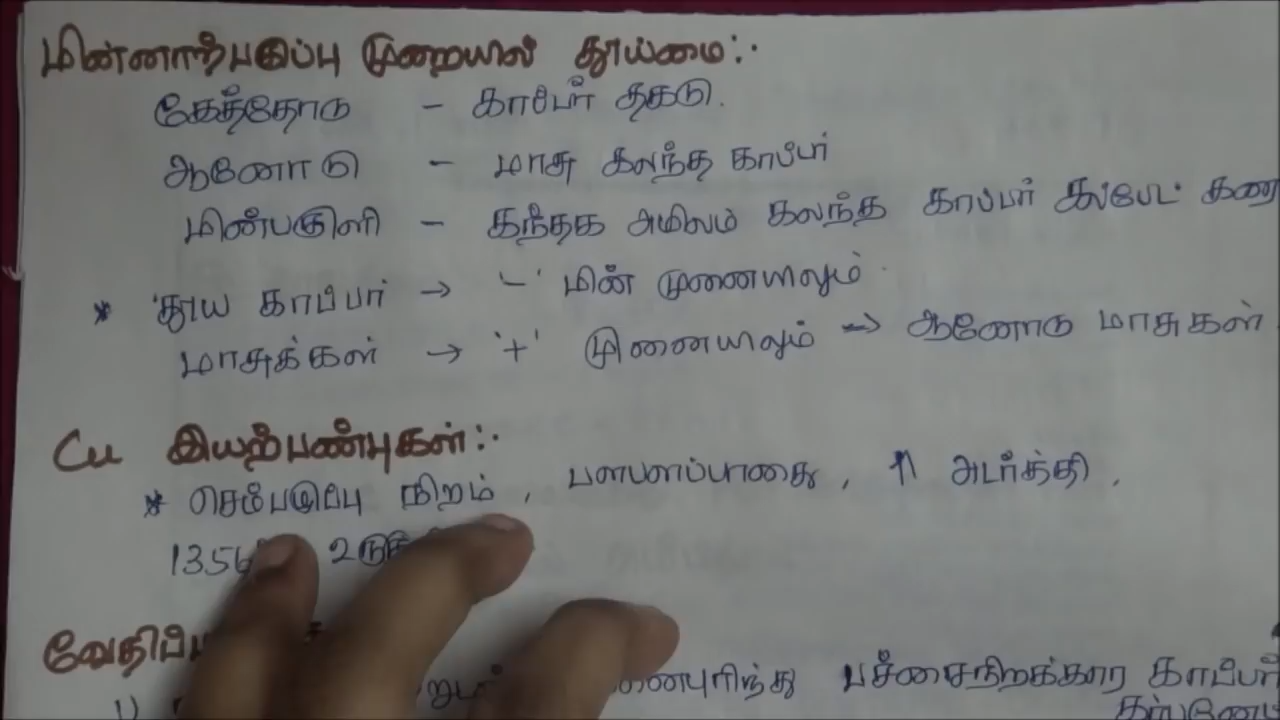 மின்னாற்பகுப்பு முறையில் தூய்மை:-
கேத்தோடு - காப்பர் தகடு.
ஆனோடு - மாசு கலந்த காப்பர்
மின்பகுளி - கந்தக அமிலம் கலந்த காப்பர் சல்பேட்
* தூய காப்பர் → '-' மின் முனையிலும்
மாசுக்கள் → '+' முனையிலும் → ஆனோடு மாசுகள்
Cu இயற்பண்புகள்:-
* செம்பழுப்பு நிறம், பளபளப்பானது, ↑ அடர்த்தி.
1356
பச்சைநிறக்கார காப்பர்